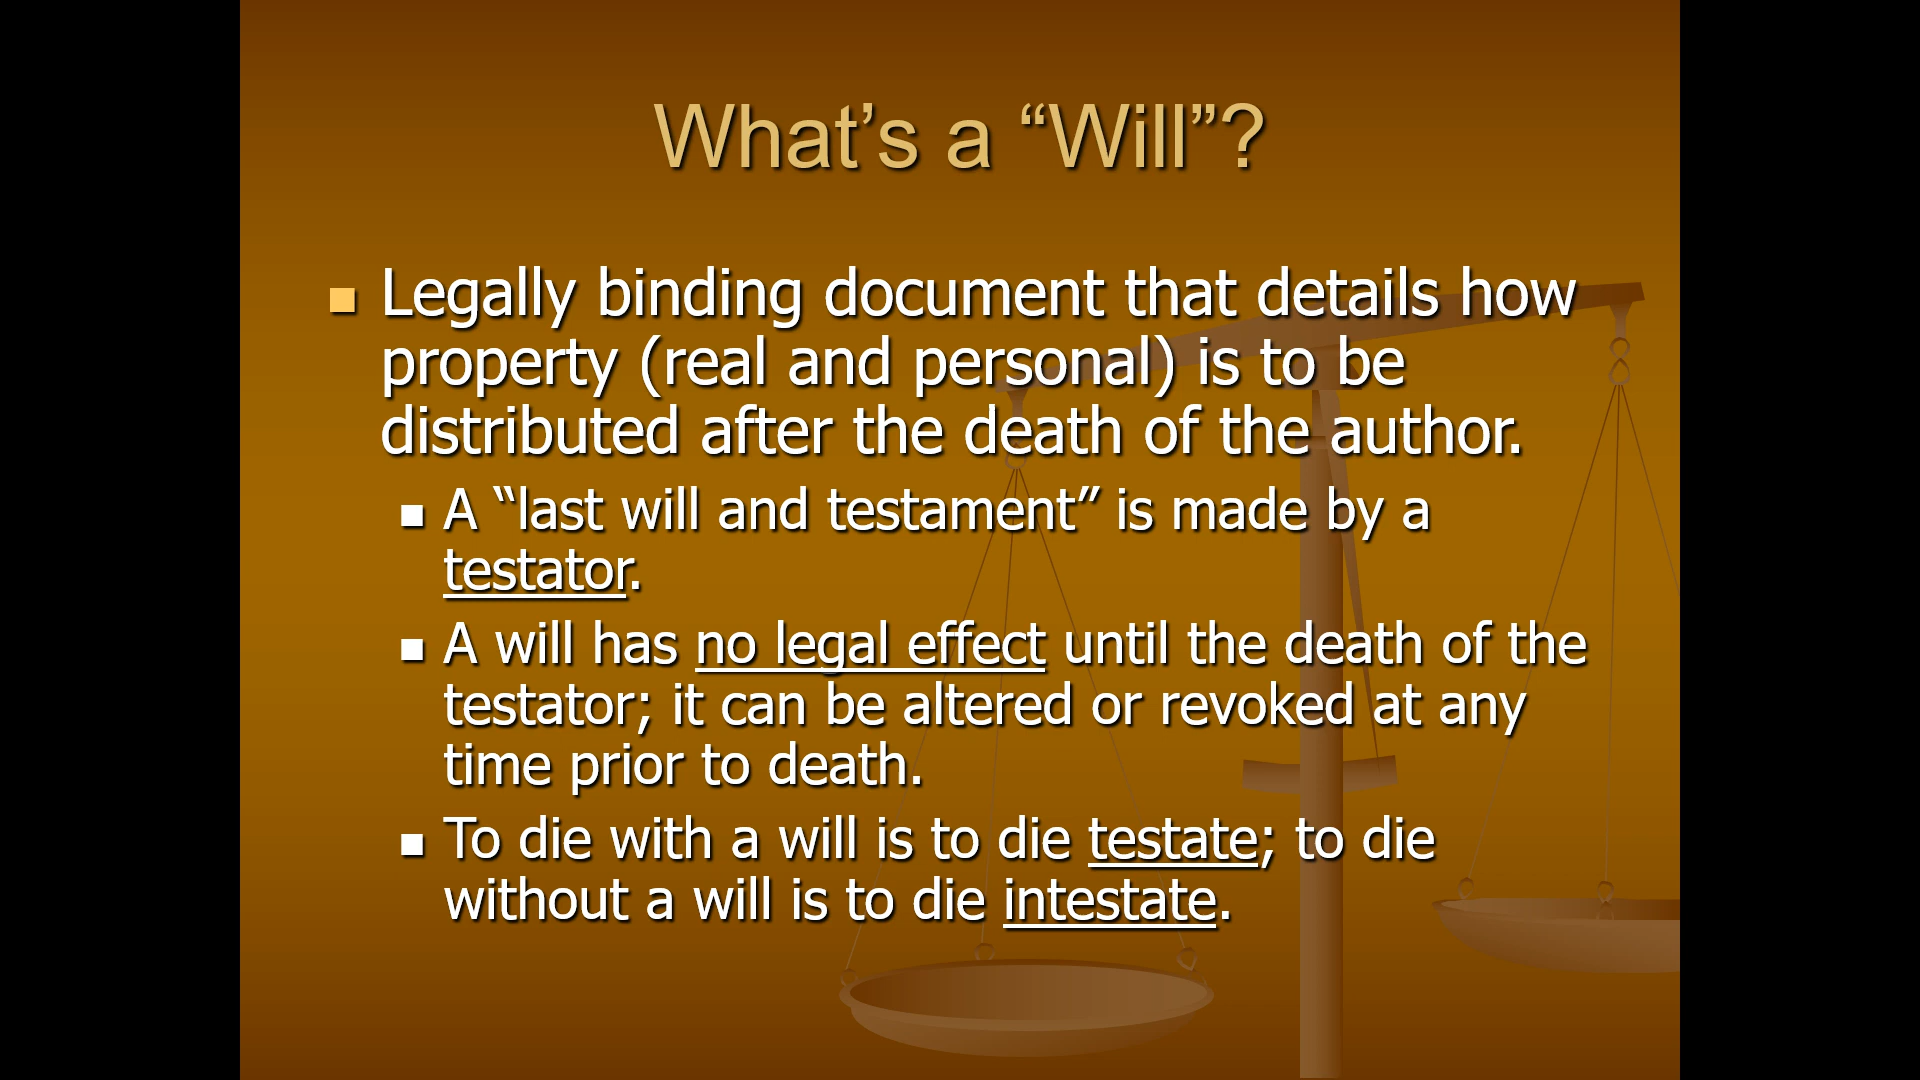 What’s a “Will”?
Legally binding document that details how
property (real and personal) is to be
distributed after the death of the author.
A “last will and testament” is made by a
testator.
A will has no legal effect until the death of the
testator; it can be altered or revoked at any
time prior to death.
To die with a will is to die testate; to die
without a will is to die intestate.